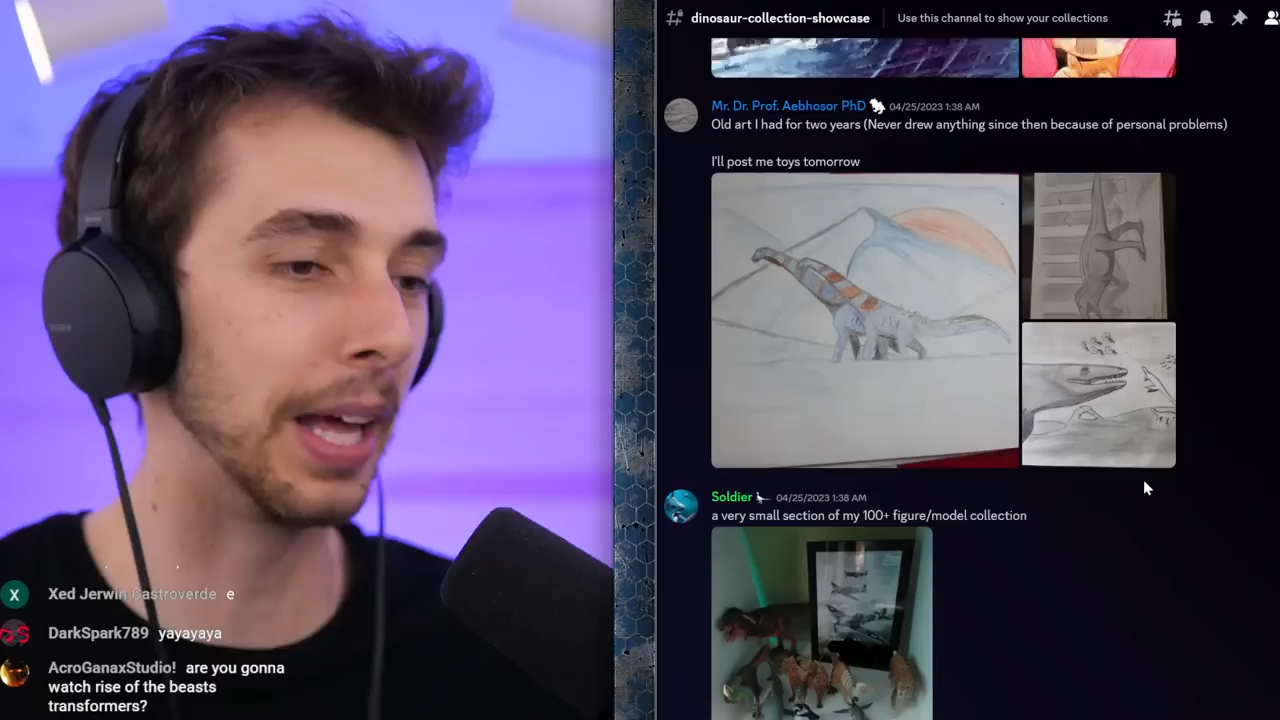 dinosaur-collection-showcase
Use this channel to show your collections
Mr. Dr. Prof. Aebhosor PhD 04/25/2023 1:38 AM
Old art I had for two years (Never drew anything since then because of personal problems)
I'll post me toys tomorrow
Soldier 04/25/2023 1:38 AM
a very small section of my 100+ figure/model collection
SONY
X
Xed Jerwin Castroverde e
DarkSpark789 yayayaya
AcroGanaxStudio! are you gonna
watch rise of the beasts
transformers?